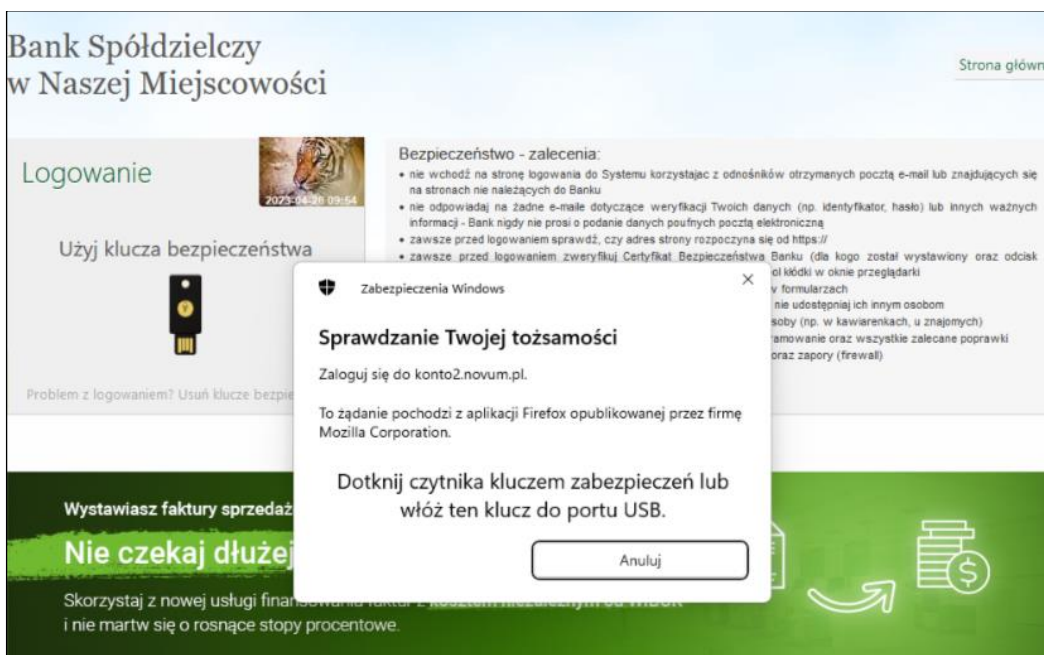 Bank Spółdzielczy
w Naszej Miejscowości
Strona główn
Logowanie
2023-04-26 09:54
Użyj klucza bezpieczeństwa
Problem z logowaniem? Usuń klucze bezpie
Bezpieczeństwo - zalecenia:
• nie wchodź na stronę logowania do Systemu korzystajac z odnośników otrzymanych pocztą e-mail lub znajdujących się
na stronach nie należących do Banku
• nie odpowiadaj na żadne e-maile dotyczące weryfikacji Twoich danych (np. identyfikator, hasło) lub innych ważnych
informacji - Bank nigdy nie prosi o podanie danych poufnych pocztą elektroniczną
• zawsze przed logowaniem sprawdź, czy adres strony rozpoczyna się od https://
• zawsze przed logowaniem zweryfikuj Certyfikat Bezpieczeństwa Banku (dla kogo został wystawiony oraz odcisk
ol kłódki w oknie przeglądarki
v formularzach
nie udostępniaj ich innym osobom
soby (np. w kawiarenkach, u znajomych)
amowanie oraz wszystkie zalecane poprawki
oraz zapory (firewall)
Zabezpieczenia Windows
Sprawdzanie Twojej tożsamości
Zaloguj się do konto2.novum.pl.
To żądanie pochodzi z aplikacji Firefox opublikowanej przez firmę
Mozilla Corporation.
Dotknij czytnika kluczem zabezpieczeń lub
włóż ten klucz do portu USB.
Anuluj
Wystawiasz faktury sprzedaż
Nie czekaj dłużej
Skorzystaj z nowej usługi finansowania faktur z kosztem niezależnym od WIBOR
i nie martw się o rosnące stopy procentowe.